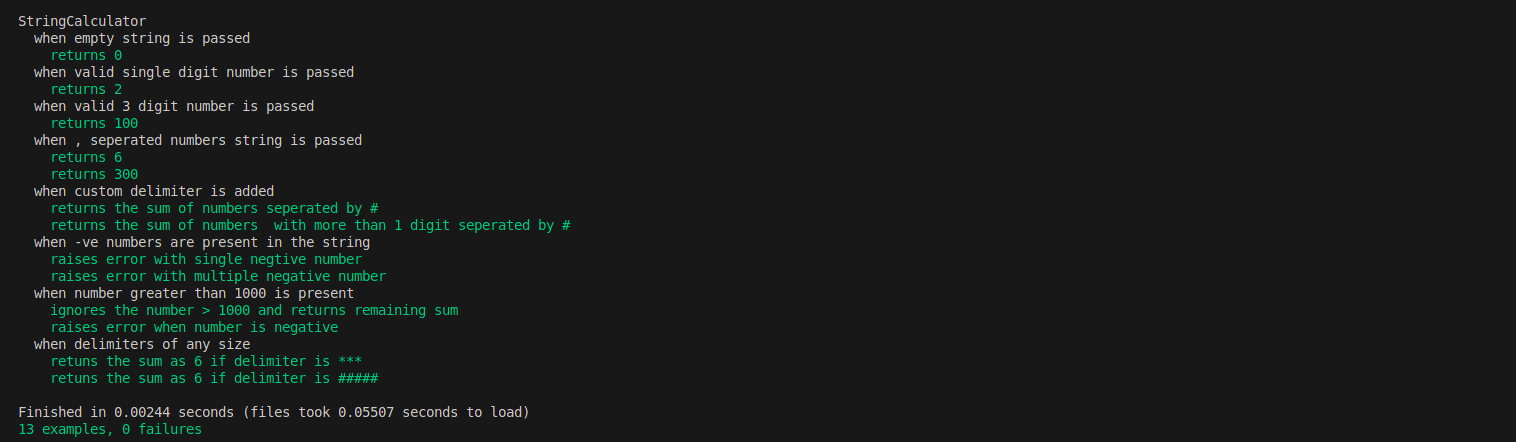 StringCalculator
when empty string is passed
returns 0
when valid single digit number is passed
returns 2
when valid 3 digit number is passed
returns 100
when , seperated numbers string is passed
returns 6
returns 300
when custom delimiter is added
returns the sum of numbers seperated by #
returns the sum of numbers  with more than 1 digit seperated by #
when -ve numbers are present in the string
raises error with single negtive number
raises error with multiple negative number
when number greater than 1000 is present
ignores the number > 1000 and returns remaining sum
raises error when number is negative
when delimiters of any size
retuns the sum as 6 if delimiter is ***
retuns the sum as 6 if delimiter is #####
Finished in 0.00244 seconds (files took 0.05507 seconds to load)
13 examples, 0 failures